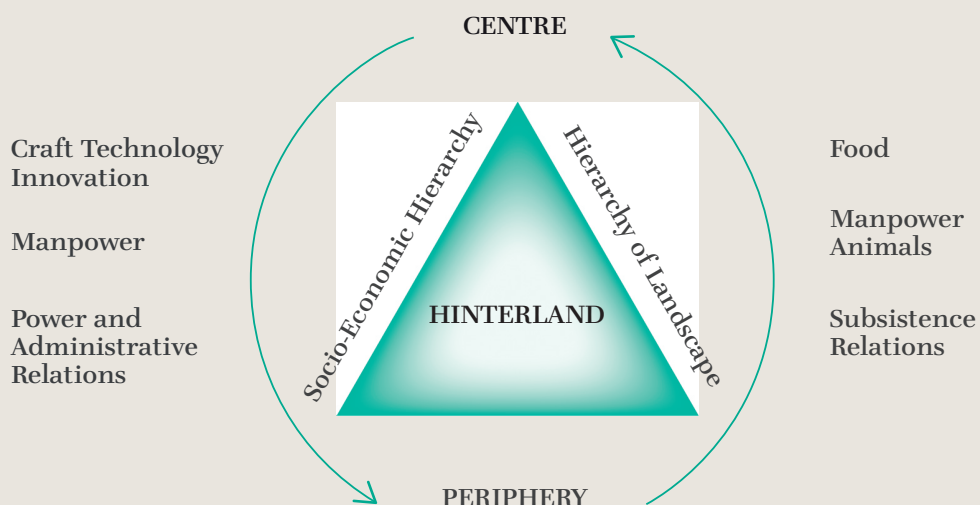 CENTRE
Craft Technology
Innovation
Manpower
Power and
Administrative
Relations
Socio-Economic Hierarchy
HINTERLAND
Hierarchy of Landscape
Food
Manpower
Animals
Subsistence
Relations
PERIPHERY